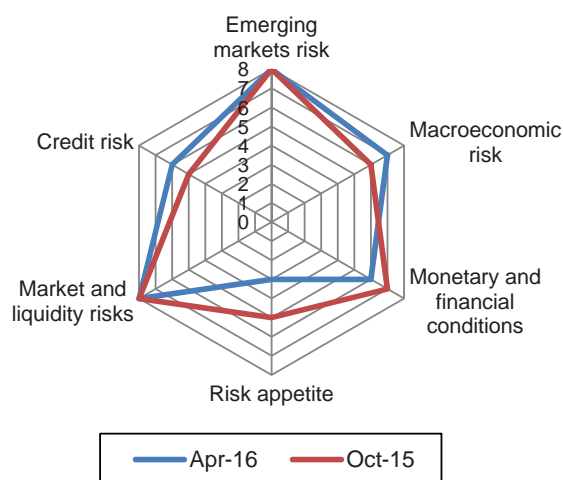 Emerging
markets risk
8
7
6
5
4
3
2
1
0
Credit risk
Macroeconomic
risk
Market and
liquidity risks
Monetary and
financial
conditions
Risk appetite
Apr-16 Oct-15